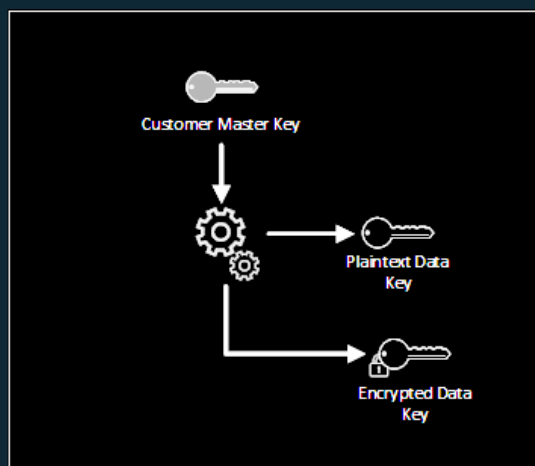 Customer Master Key
Plaintext Data
Key
Encrypted Data
Key